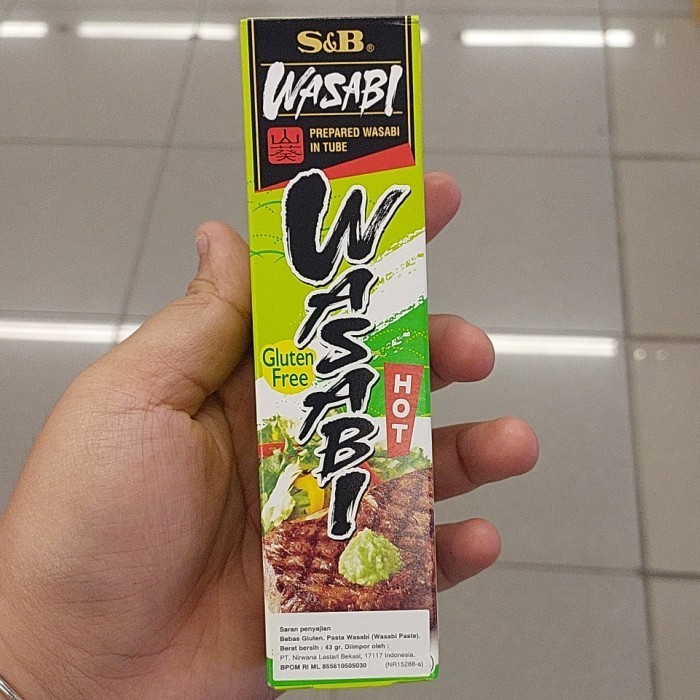 S&B®
WASABI
山葵
PREPARED WASABI
IN TUBE
WASABI
Gluten
Free
HOT
Saran penyajian
Bebas Gluten, Pasta Wasabi (Wasabi Paste).
Berat bersih : 43 gr. Diimpor oleh :
PT. Nirwana Lestari Bekasi, 17117 Indonesia.
BPOM RI ML 855610505030 (NR15288-a)